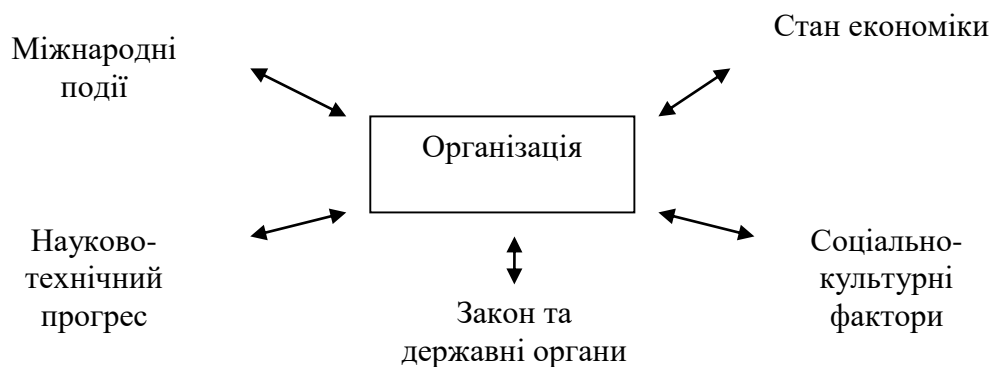 Міжнародні
події
Стан економіки
Організація
Науково-
технічний
прогрес
Закон та
державні органи
Соціально-
культурні
фактори